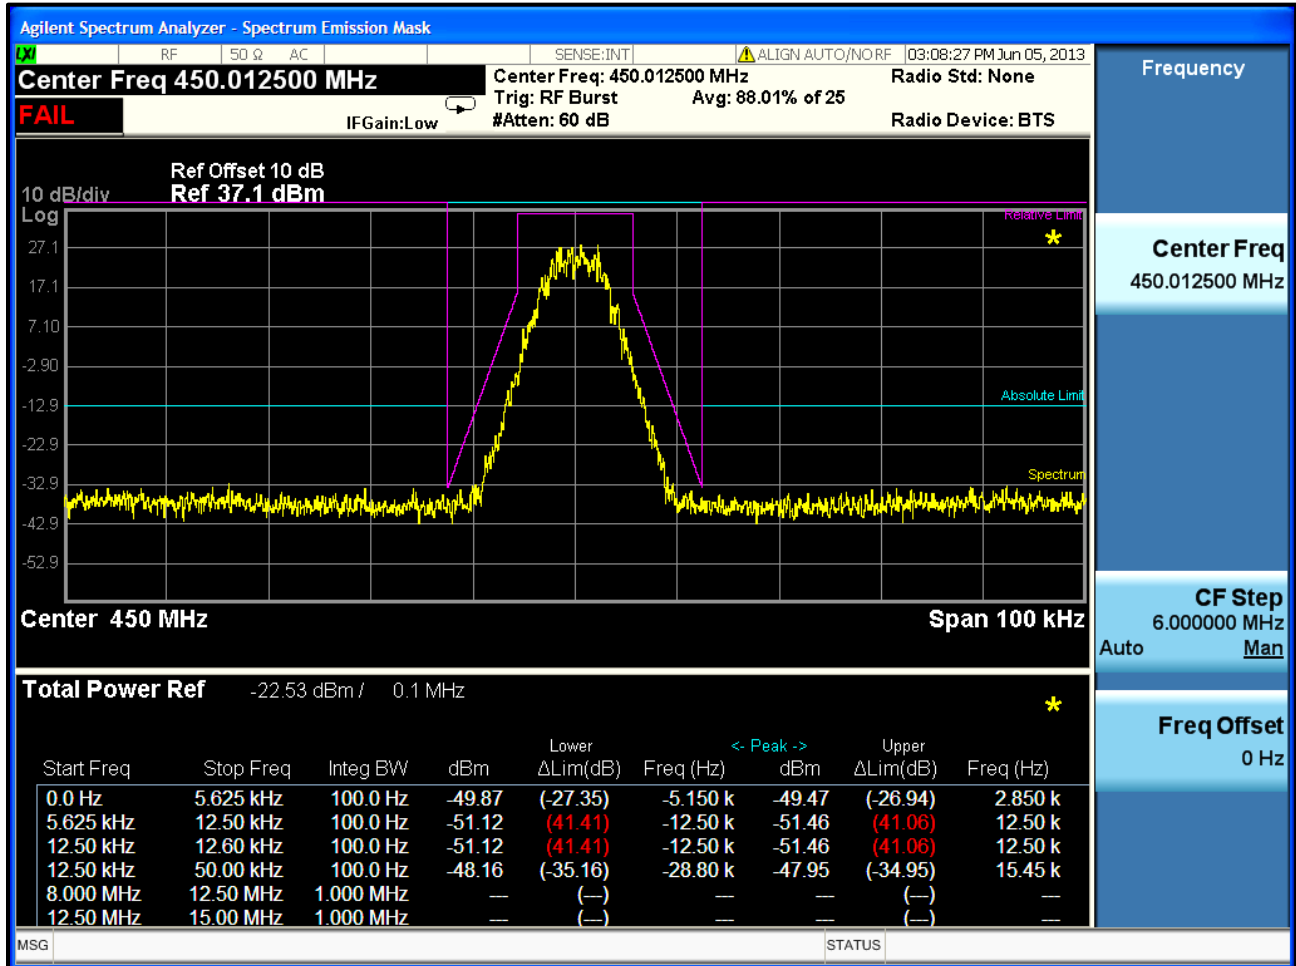 Agilent Spectrum Analyzer - Spectrum Emission Mask
LXI RF 50 Ω AC SENSE:INT ALIGN AUTO/NO RF 03:08:27 PM Jun 05, 2013
Center Freq 450.012500 MHz Center Freq: 450.012500 MHz Radio Std: None
Trig: RF Burst Avg: 88.01% of 25
FAIL IFGain:Low #Atten: 60 dB Radio Device: BTS
Ref Offset 10 dB
10 dB/div Ref 37.1 dBm
Log
Relative Limit
27.1
17.1
7.10
-2.90
Absolute Limit
-12.9
-22.9
Spectrum
-32.9
-42.9
-52.9
Center 450 MHz Span 100 kHz
Total Power Ref -22.53 dBm / 0.1 MHz
Lower <- Peak -> Upper
Start Freq Stop Freq Integ BW dBm ΔLim(dB) Freq (Hz) dBm ΔLim(dB) Freq (Hz)
0.0 Hz 5.625 kHz 100.0 Hz -49.87 (-27.35) -5.150 k -49.47 (-26.94) 2.850 k
5.625 kHz 12.50 kHz 100.0 Hz -51.12 (41.41) -12.50 k -51.46 (41.06) 12.50 k
12.50 kHz 12.60 kHz 100.0 Hz -51.12 (41.41) -12.50 k -51.46 (41.06) 12.50 k
12.50 kHz 50.00 kHz 100.0 Hz -48.16 (-35.16) -28.80 k -47.95 (-34.95) 15.45 k
8.000 MHz 12.50 MHz 1.000 MHz --- (---) --- --- (---) ---
12.50 MHz 15.00 MHz 1.000 MHz --- (---) --- --- (---) ---
MSG STATUS
Frequency
Center Freq
450.012500 MHz
CF Step
6.000000 MHz
Auto Man
Freq Offset
0 Hz